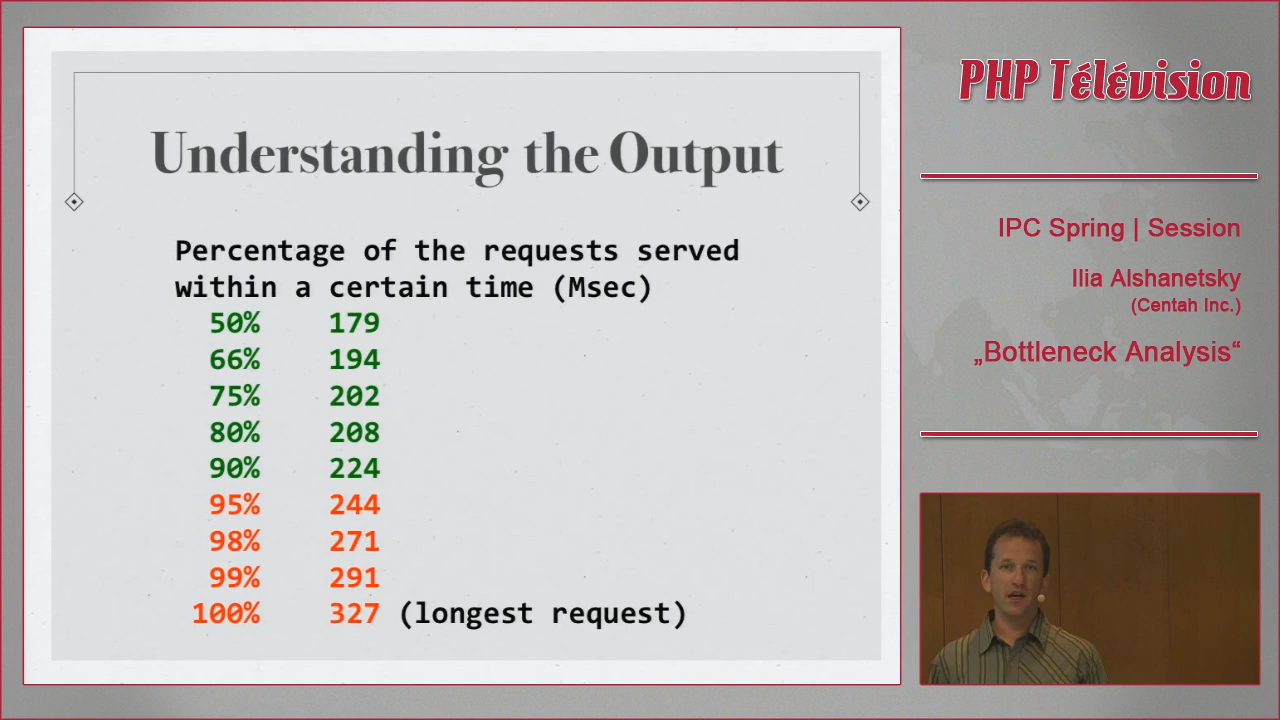 Understanding the Output
Percentage of the requests served
within a certain time (Msec)
50% 179
66% 194
75% 202
80% 208
90% 224
95% 244
98% 271
99% 291
100% 327 (longest request)
PHP Télévision
IPC Spring | Session
Ilia Alshanetsky
(Centah Inc.)
„Bottleneck Analysis“